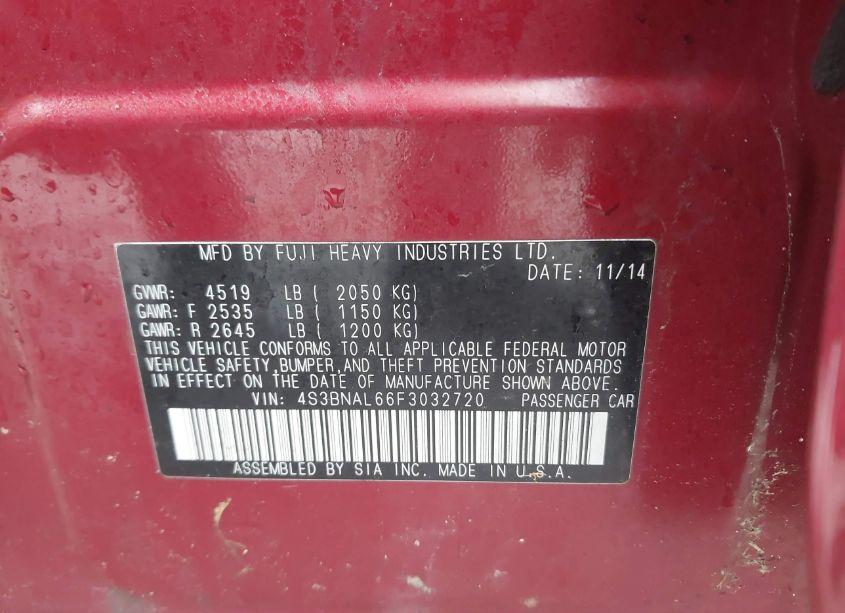 MFD BY FUJI HEAVY INDUSTRIES LTD.
DATE: 11/14
GVWR: 4519 LB ( 2050 KG)
GAWR: F 2535 LB ( 1150 KG)
GAWR: R 2645 LB ( 1200 KG)
THIS VEHICLE CONFORMS TO ALL APPLICABLE FEDERAL MOTOR
VEHICLE SAFETY,BUMPER,AND THEFT PREVENTION STANDARDS
IN EFFECT ON THE DATE OF MANUFACTURE SHOWN ABOVE.
VIN: 4S3BNAL66F3032720 PASSENGER CAR
ASSEMBLED BY SIA INC. MADE IN U.S.A.